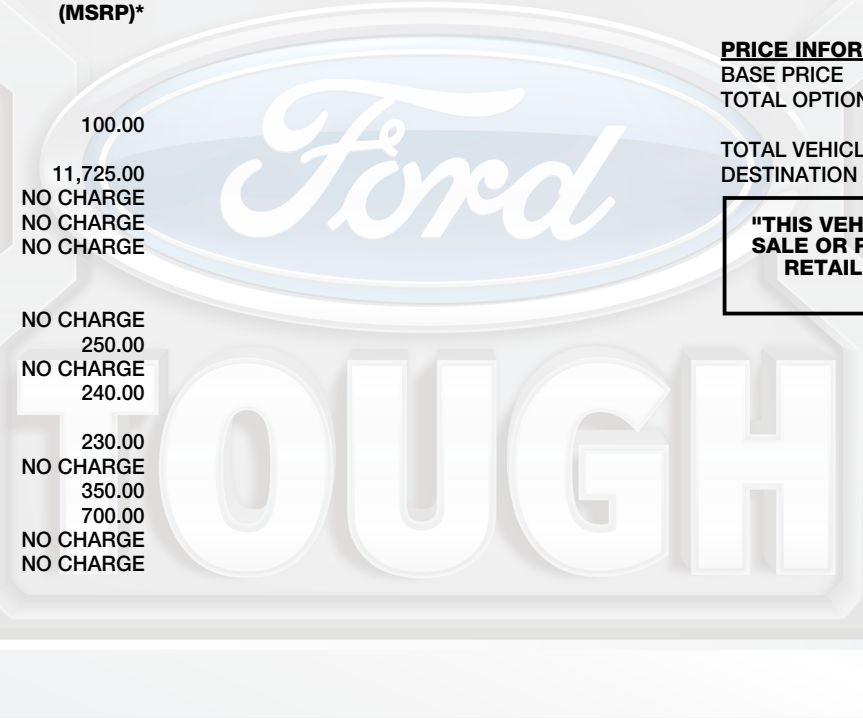 (MSRP)*
100.00
11,725.00
NO CHARGE
NO CHARGE
NO CHARGE
NO CHARGE
250.00
NO CHARGE
240.00
230.00
NO CHARGE
350.00
700.00
NO CHARGE
NO CHARGE
PRICE INFOR
BASE PRICE
TOTAL OPTION
TOTAL VEHICL
DESTINATION
"THIS VEH
SALE OR
RETAIL
Ford
TOUGH